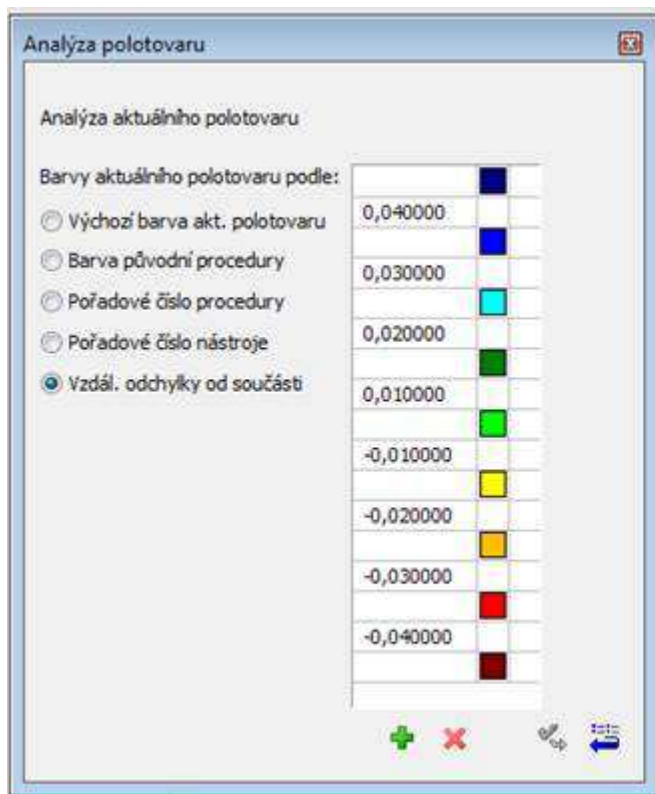 Analýza polotovaru
Analýza aktuálního polotovaru
Barvy aktuálního polotovaru podle:
Výchozí barva akt. polotovaru
Barva původní procedury
Pořadové číslo procedury
Pořadové číslo nástroje
Vzdál. odchylky od součásti
0,040000
0,030000
0,020000
0,010000
-0,010000
-0,020000
-0,030000
-0,040000